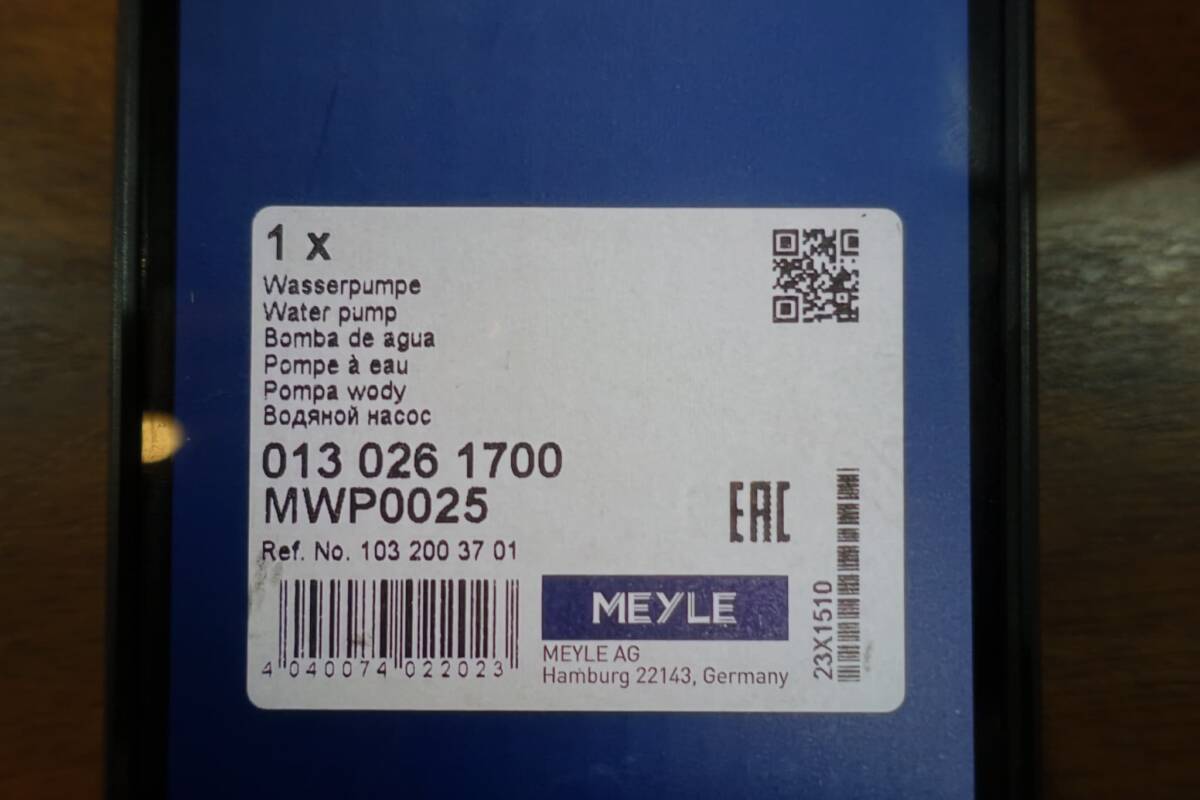 1 x
Wasserpumpe
Water pump
Bomba de agua
Pompe à eau
Pompa wody
Водяной насос
013 026 1700
MWP0025
Ref. No. 103 200 37 01
4 040074 022023
EAC
MEYLE
MEYLE AG
Hamburg 22143, Germany
23X1510